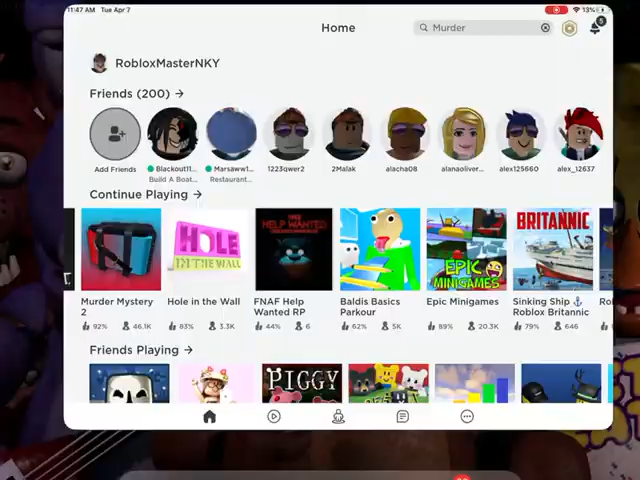 11:47 AM Tue Apr 7
13%
Home
Murder
5
RobloxMasterNKY
Friends (200) →
Add Friends
Blackout11...
Build A Boat...
Marsaww1...
Restaurant...
1223qwer2
2Malak
alacha08
alanaoliver...
alex125660
alex_12637
Continue Playing →
HOLE
IN THE WALL
HELP WANTED
EPIC
MINIGAMES
BRITANNIC
Murder Mystery
2
92% 46.1K
Hole in the Wall
83% 3.3K
FNAF Help
Wanted RP
44% 6
Baldis Basics
Parkour
62% 5K
Epic Minigames
89% 20.3K
Sinking Ship ⚓
Roblox Britannic
79% 646
Friends Playing →
PIGGY